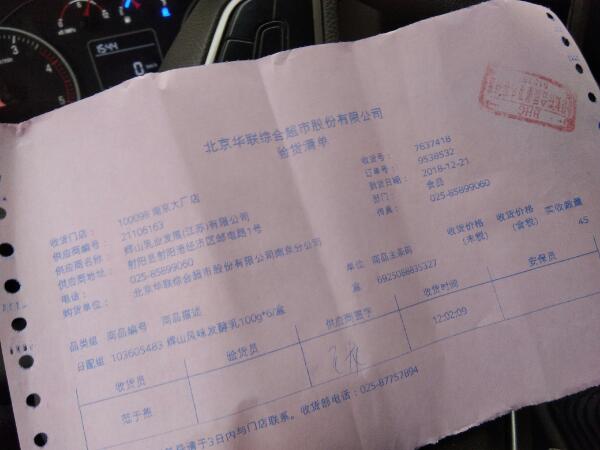 15:44
0
北京华联综合超市股份有限公司
验货清单
收货号： 7637418
订单号： 9538532
到货日期： 2018-12-21
部门： 食品
传真： 025-85899060
收货门店： 100098 南京大厂店
供应商编号： 21106163
供应商名称： 辉山乳业发展(江苏)有限公司
供应商地址： 射阳县射阳港经济区邮电路1号
电话： 025-85899060
购货单位： 北京华联综合超市股份有限公司南京分公司
品类组 商品编号 商品描述 单位 商品主条码 收货价格(未税) 收货价格(含税) 实收数量
日配组 103605483 辉山风味发酵乳100g*6/盒 盒 6925088835327 45
收货员 验货员 供应商签字 收货时间 安保员
12:02:09
请于3日内与门店联系。收货部电话：025-87757894